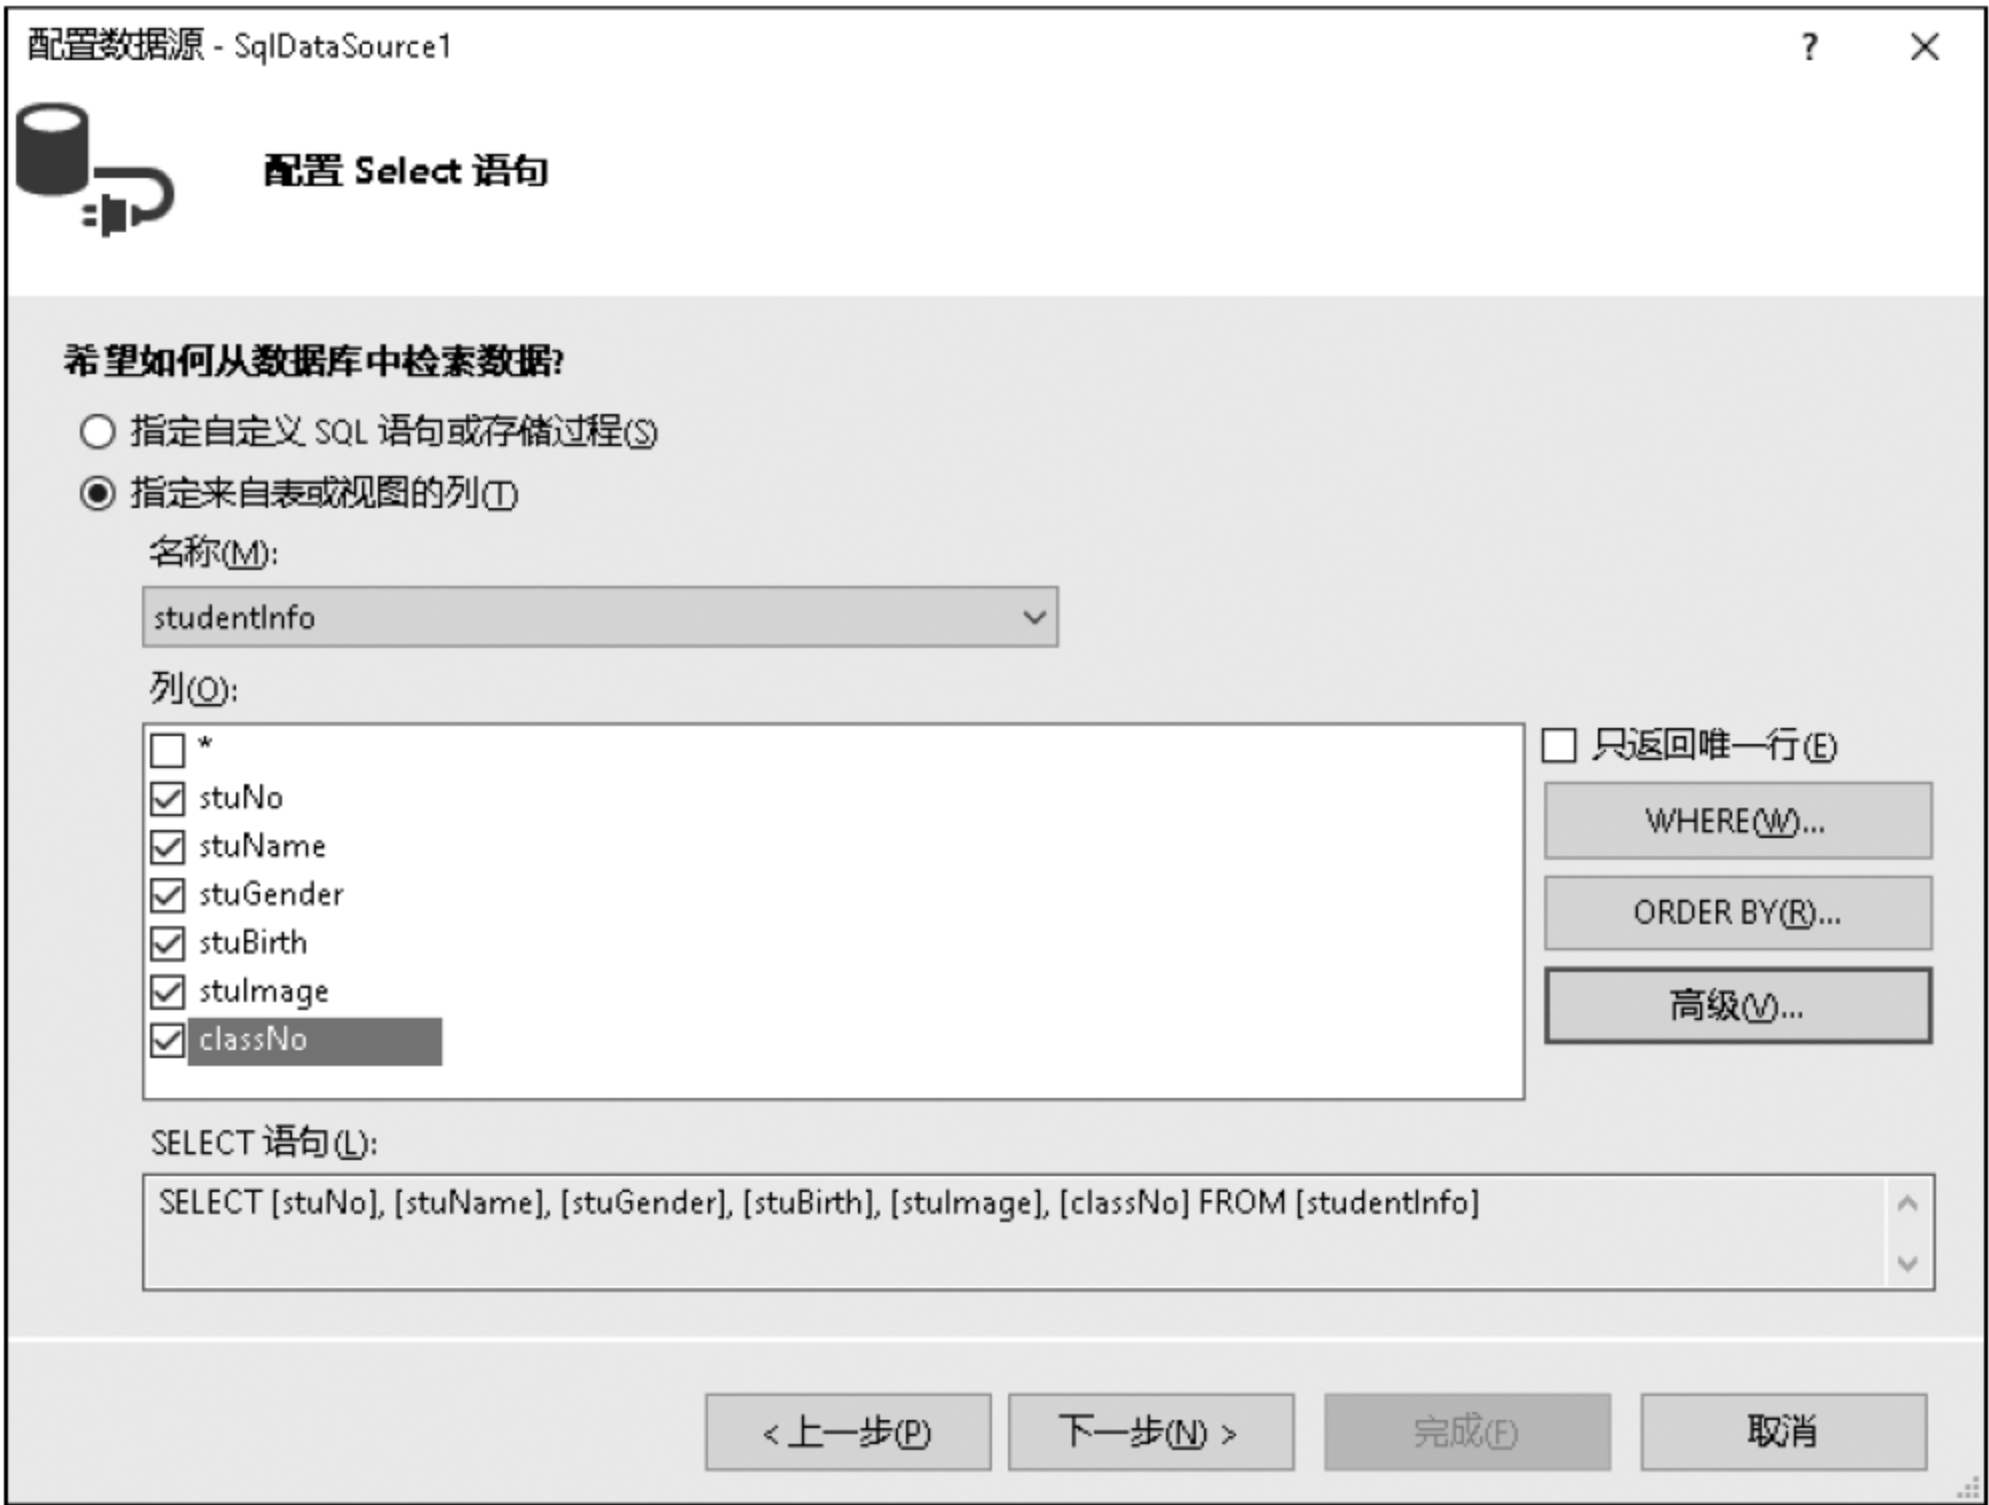 配置数据源 - SqlDataSource1
?
配置 Select 语句
希望如何从数据库中检索数据?
指定自定义 SQL 语句或存储过程(S)
指定来自表或视图的列(T)
名称(M):
studentInfo
列(O):
*
stuNo
stuName
stuGender
stuBirth
stuImage
classNo
只返回唯一行(E)
WHERE(W)...
ORDER BY(R)...
高级(V)...
SELECT 语句(L):
SELECT [stuNo], [stuName], [stuGender], [stuBirth], [stuImage], [classNo] FROM [studentInfo]
< 上一步(P)
下一步(N) >
完成(F)
取消